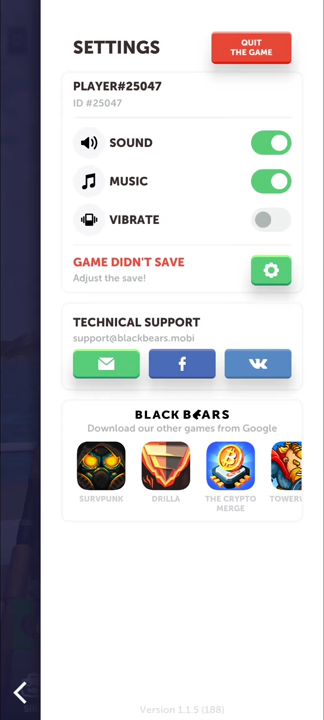 SETTINGS
QUIT
THE GAME
PLAYER#25047
ID #25047
SOUND
MUSIC
VIBRATE
GAME DIDN'T SAVE
Adjust the save!
TECHNICAL SUPPORT
support@blackbears.mobi
BLACK BEARS
Download our other games from Google
SURVPUNK
DRILLA
THE CRYPTO
MERGE
Version 1.1.5 (188)